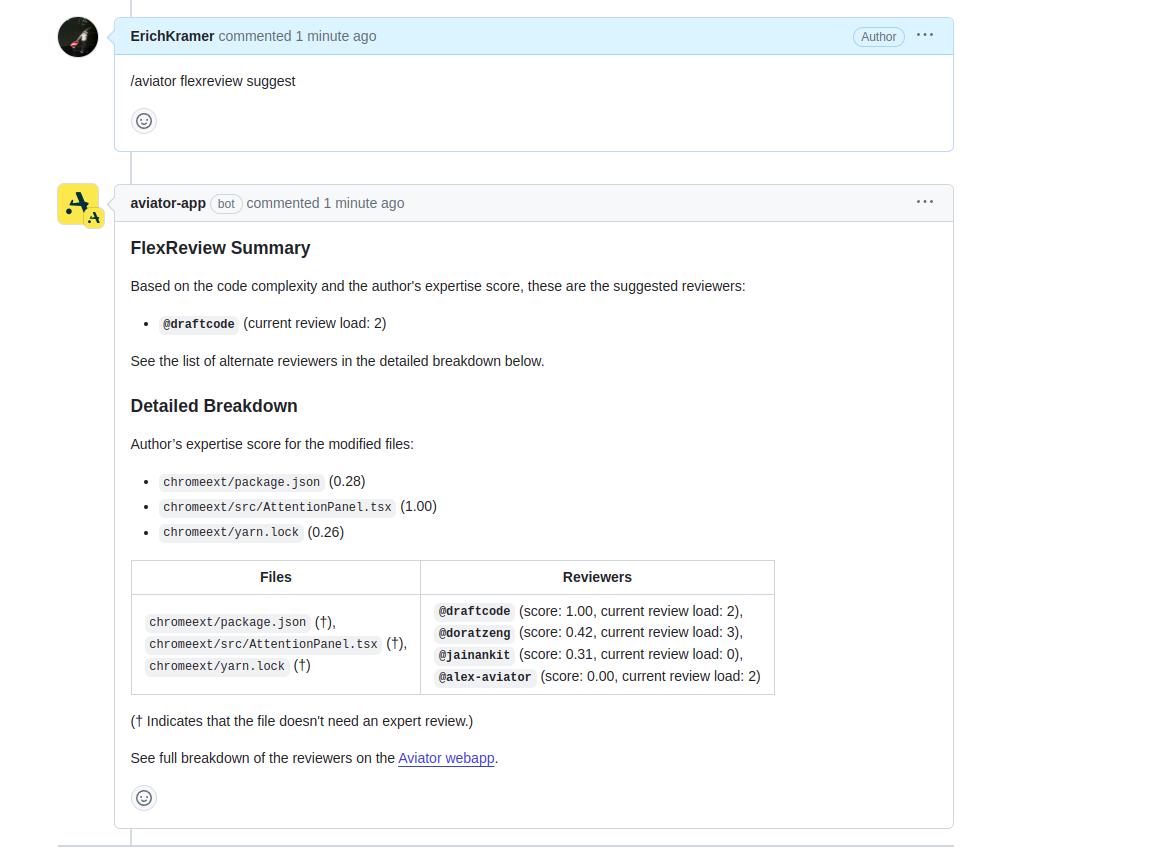 ErichKramer commented 1 minute ago
Author
/aviator flexreview suggest
aviator-app bot commented 1 minute ago
FlexReview Summary
Based on the code complexity and the author's expertise score, these are the suggested reviewers:
@draftcode (current review load: 2)
See the list of alternate reviewers in the detailed breakdown below.
Detailed Breakdown
Author’s expertise score for the modified files:
chromeext/package.json (0.28)
chromeext/src/AttentionPanel.tsx (1.00)
chromeext/yarn.lock (0.26)
Files
Reviewers
chromeext/package.json (†),
chromeext/src/AttentionPanel.tsx (†),
chromeext/yarn.lock (†)
@draftcode (score: 1.00, current review load: 2),
@doratzeng (score: 0.42, current review load: 3),
@jainankit (score: 0.31, current review load: 0),
@alex-aviator (score: 0.00, current review load: 2)
(† Indicates that the file doesn't need an expert review.)
See full breakdown of the reviewers on the Aviator webapp.